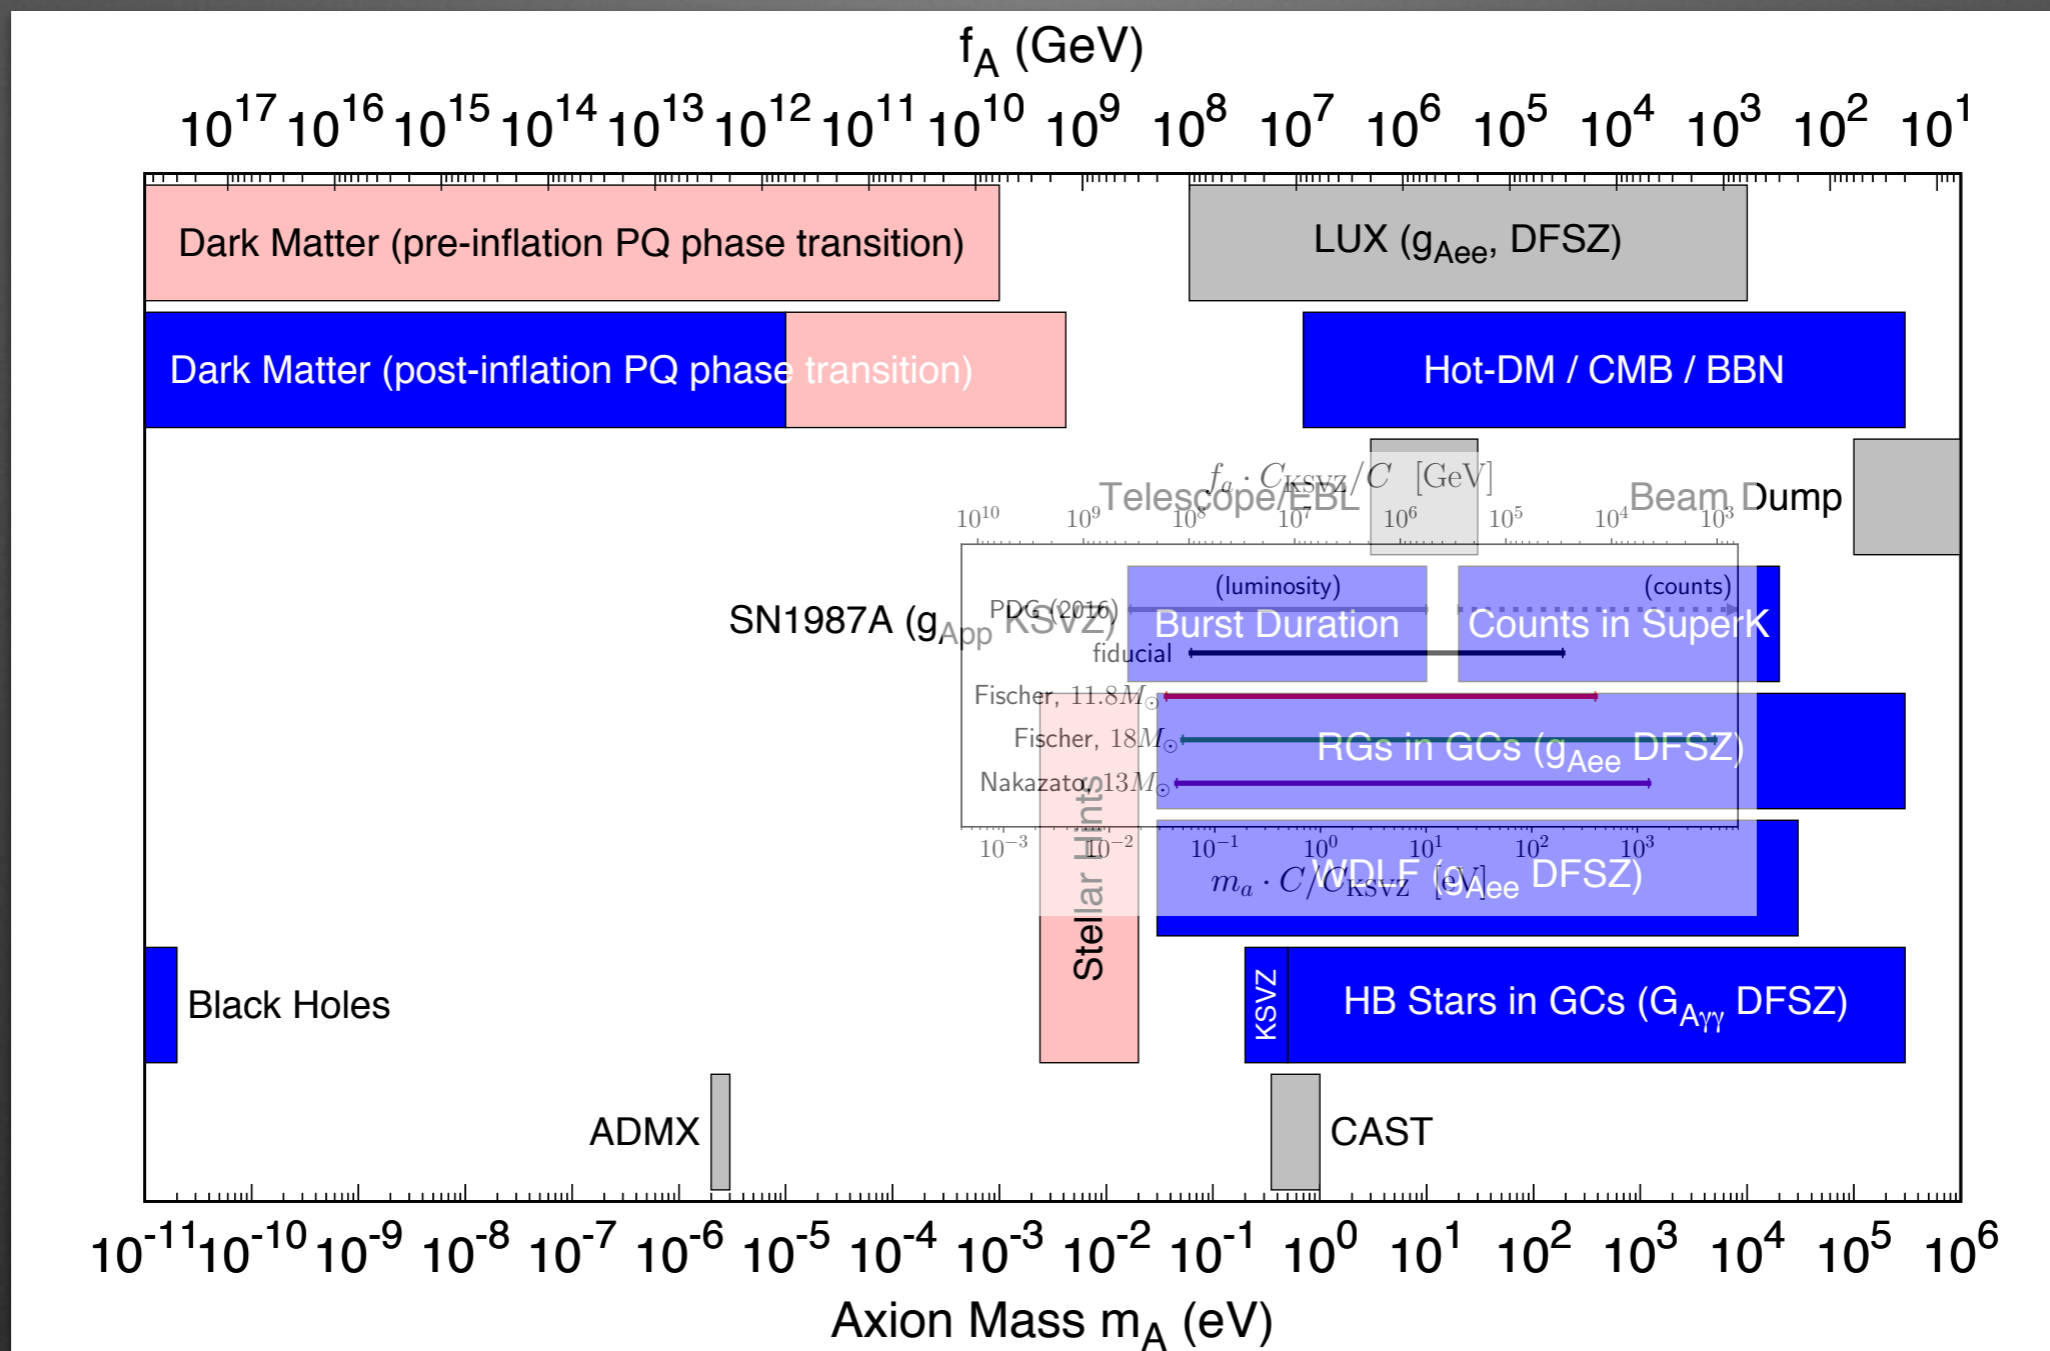 f_A (GeV)
10^17 10^16 10^15 10^14 10^13 10^12 10^11 10^10 10^9 10^8 10^7 10^6 10^5 10^4 10^3 10^2 10^1
Dark Matter (pre-inflation PQ phase transition)
LUX (g_Aee, DFSZ)
Dark Matter (post-inflation PQ phase transition)
Hot-DM / CMB / BBN
f_a · C_KSVZ/C [GeV]
Telescope/EBL
Beam Dump
10^10 10^9 10^8 10^7 10^6 10^5 10^4 10^3
(luminosity)
(counts)
PDG (2016)
SN1987A (g_App KSVZ)
Burst Duration
Counts in SuperK
fiducial
Fischer, 11.8M_⊙
Fischer, 18M_⊙
RGs in GCs (g_Aee DFSZ)
Nakazato, 13M_⊙
Stellar Hints
10^-3 10^-2 10^-1 10^0 10^1 10^2 10^3
m_a · C/C_KSVZ [eV]
WDLF (g_Aee DFSZ)
Black Holes
KSVZ
HB Stars in GCs (G_Aγγ DFSZ)
ADMX
CAST
10^-11 10^-10 10^-9 10^-8 10^-7 10^-6 10^-5 10^-4 10^-3 10^-2 10^-1 10^0 10^1 10^2 10^3 10^4 10^5 10^6
Axion Mass m_A (eV)